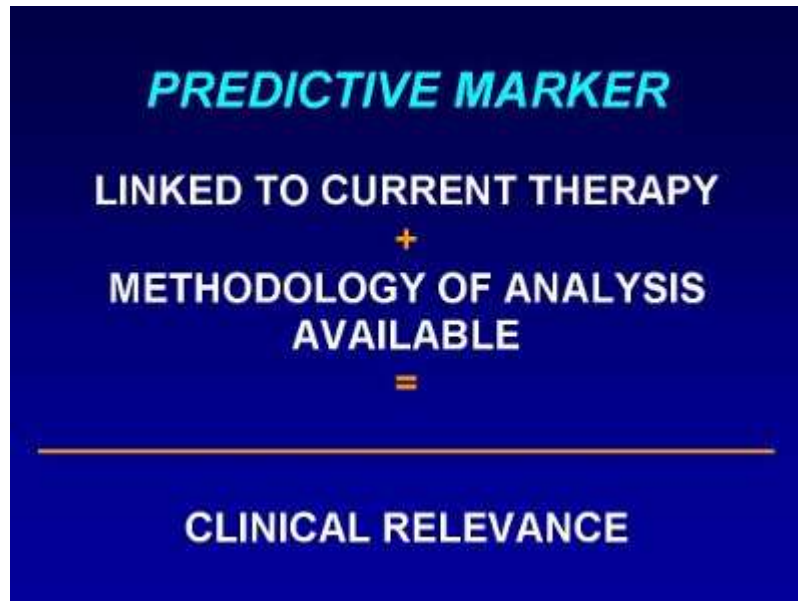 PREDICTIVE MARKER
LINKED TO CURRENT THERAPY
+
METHODOLOGY OF ANALYSIS
AVAILABLE
=
CLINICAL RELEVANCE